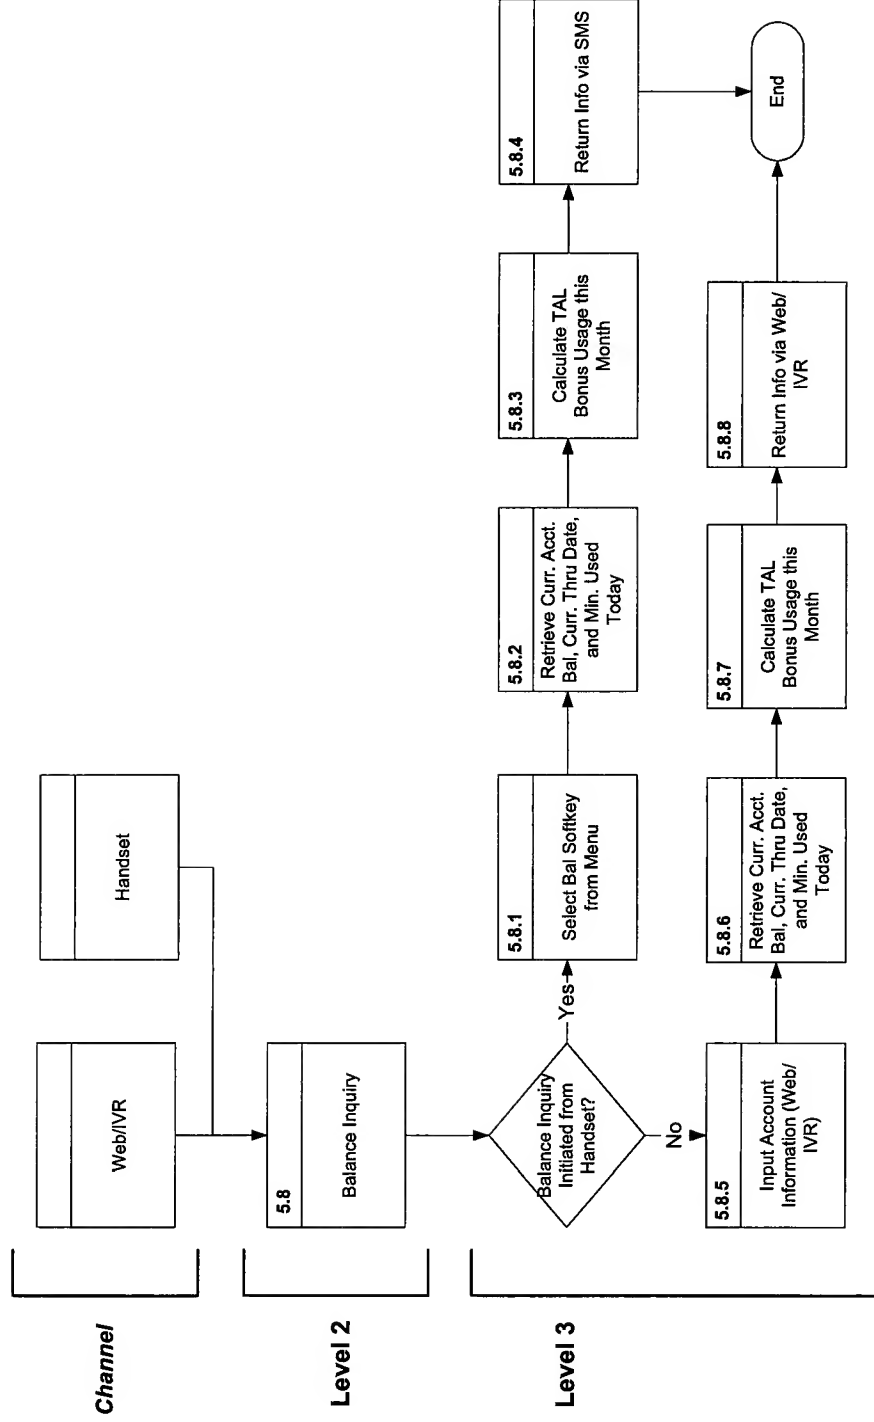 Channel
Web/IVR
Handset
Level 2
5.8
Balance Inquiry
Level 3
Balance Inquiry
Initiated from
Handset?
Yes
No
5.8.1
Select Bal Softkey
from Menu
5.8.2
Retrieve Curr. Acct.
Bal, Curr. Thru Date,
and Min. Used
Today
5.8.3
Calculate TAL
Bonus Usage this
Month
5.8.4
Return Info via SMS
5.8.5
Input Account
Information (Web/
IVR)
5.8.6
Retrieve Curr. Acct.
Bal, Curr. Thru Date,
and Min. Used
Today
5.8.7
Calculate TAL
Bonus Usage this
Month
5.8.8
Return Info via Web/
IVR
End